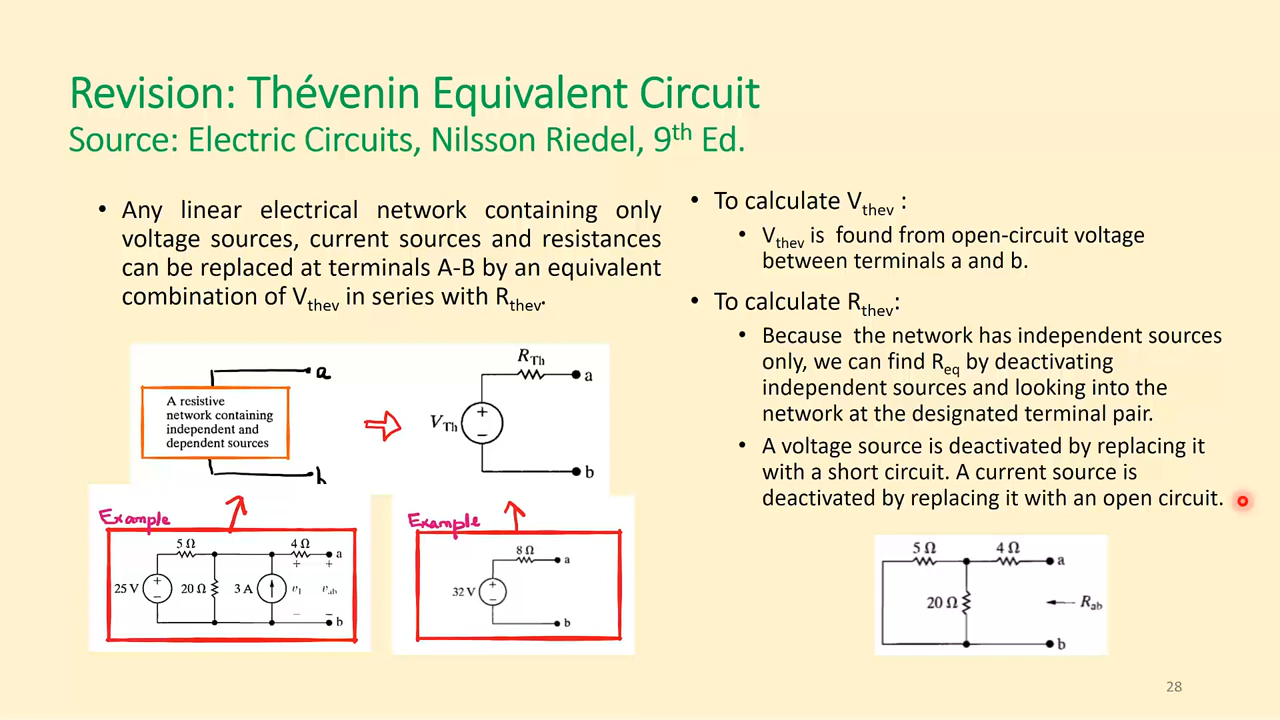 Revision: Thévenin Equivalent Circuit
Source: Electric Circuits, Nilsson Riedel, 9th Ed.
• Any linear electrical network containing only
voltage sources, current sources and resistances
can be replaced at terminals A-B by an equivalent
combination of Vthev in series with Rthev.
A resistive
network containing
independent and
dependent sources
a
b
RTh
a
VTh
+
−
b
Example
5 Ω
4 Ω
a
+
+
25 V
+
−
20 Ω
3 A
v1
vab
−
−
b
Example
8 Ω
a
32 V
+
−
b
• To calculate Vthev :
• Vthev is found from open-circuit voltage
between terminals a and b.
• To calculate Rthev:
• Because the network has independent sources
only, we can find Req by deactivating
independent sources and looking into the
network at the designated terminal pair.
• A voltage source is deactivated by replacing it
with a short circuit. A current source is
deactivated by replacing it with an open circuit.
5 Ω
4 Ω
a
20 Ω
Rab
b
28